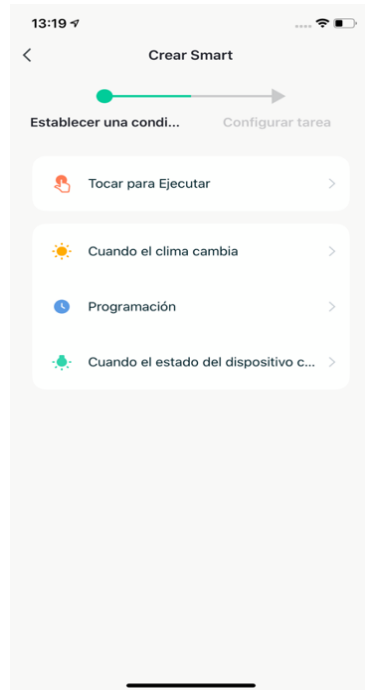 13:19
Crear Smart
Establecer una condi... Configurar tarea
Tocar para Ejecutar
Cuando el clima cambia
Programación
Cuando el estado del dispositivo c...